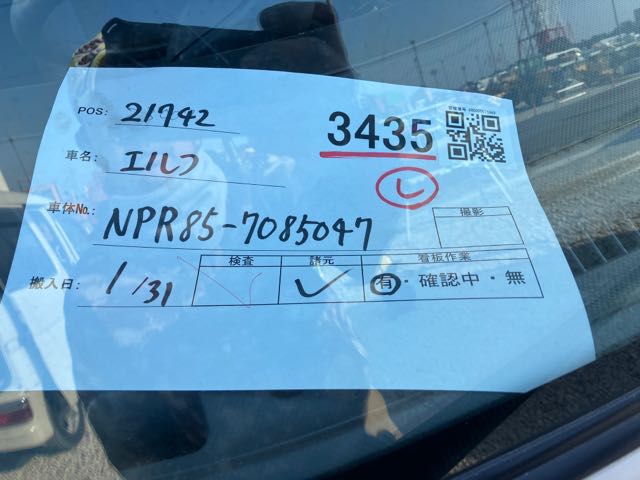 POS: 21742
3435
車名: エルフ
し
車体No.: NPR85-7085047
撮影
搬入日: 1/31
検査 諸元 看板作業
✓ 有・確認中・無